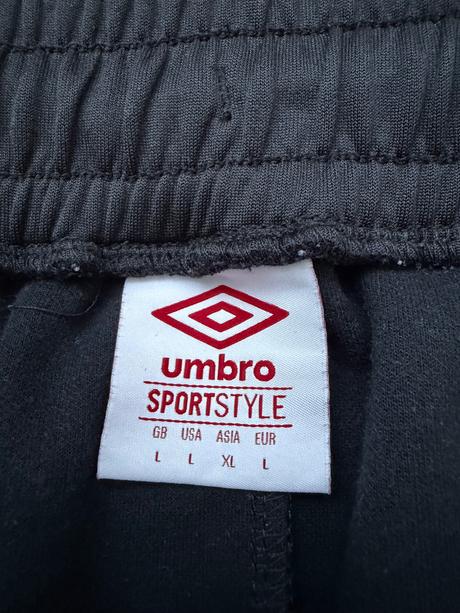 umbro
SPORTSTYLE
GB USA ASIA EUR
L L XL L